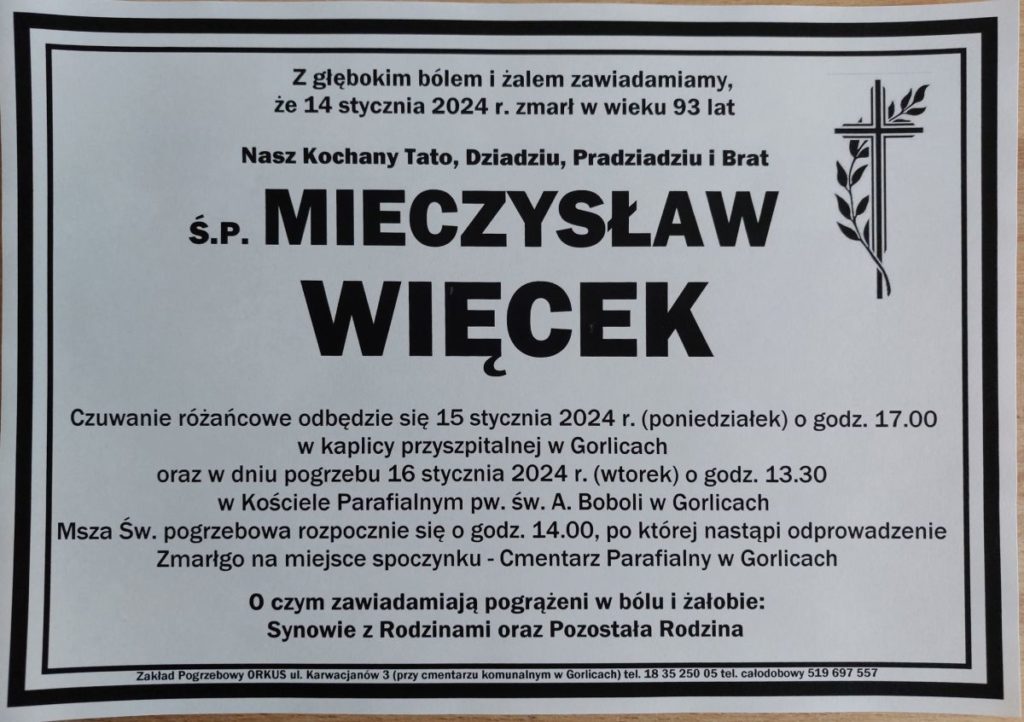 Z głębokim bólem i żalem zawiadamiamy,
że 14 stycznia 2024 r. zmarł w wieku 93 lat
Nasz Kochany Tato, Dziadziu, Pradziadziu i Brat
Ś.P. MIECZYSŁAW
WIĘCEK
Czuwanie różańcowe odbędzie się 15 stycznia 2024 r. (poniedziałek) o godz. 17.00
w kaplicy przyszpitalnej w Gorlicach
oraz w dniu pogrzebu 16 stycznia 2024 r. (wtorek) o godz. 13.30
w Kościele Parafialnym pw. św. A. Boboli w Gorlicach
Msza Św. pogrzebowa rozpocznie się o godz. 14.00, po której nastąpi odprowadzenie
Zmarłgo na miejsce spoczynku - Cmentarz Parafialny w Gorlicach
O czym zawiadamiają pogrążeni w bólu i żałobie:
Synowie z Rodzinami oraz Pozostała Rodzina
Zakład Pogrzebowy ORKUS ul. Karwacjanów 3 (przy cmentarzu komunalnym w Gorlicach) tel. 18 35 250 05 tel. całodobowy 519 697 557